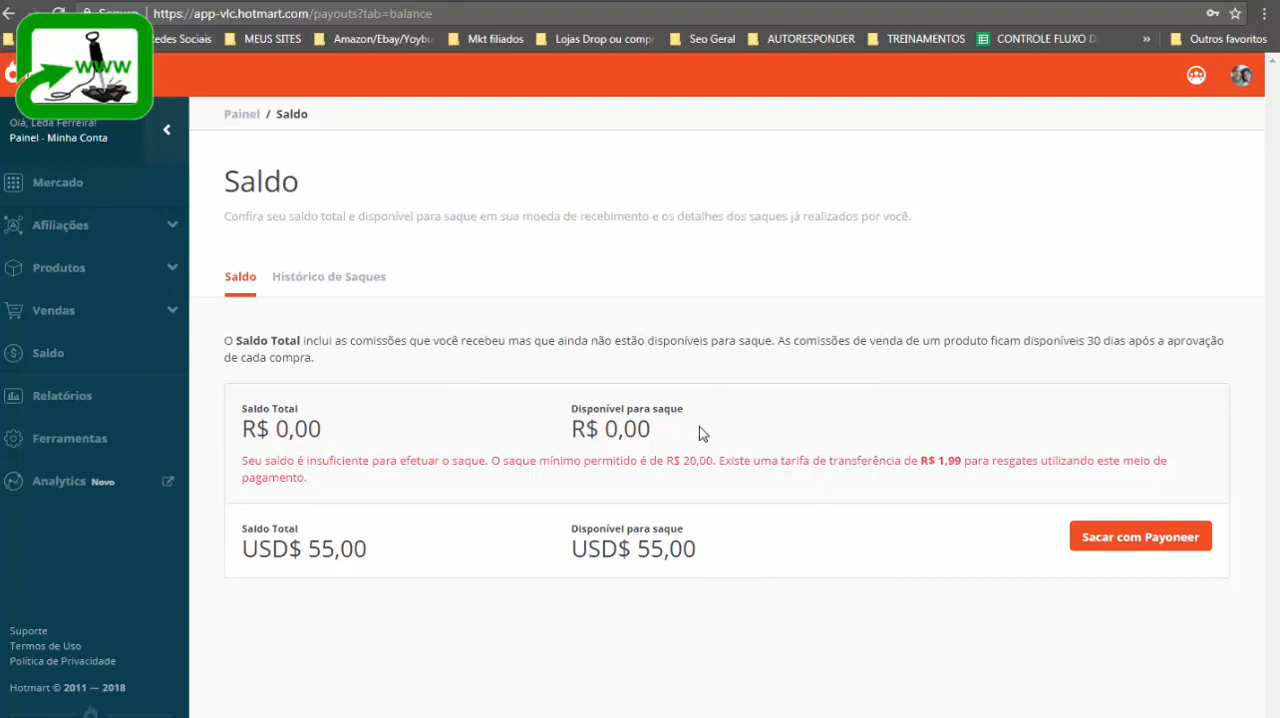 https://app-vlc.hotmart.com/payouts?tab=balance
edes Sociais
MEUS SITES
Amazon/Ebay/Yoybu
Mkt filiados
Lojas Drop ou compr
Seo Geral
AUTORESPONDER
TREINAMENTOS
CONTROLE FLUXO D
»
Outros favoritos
www
Olá, Leda Ferreira!
Painel - Minha Conta
Painel / Saldo
Mercado
Afiliações
Produtos
Vendas
Saldo
Relatórios
Ferramentas
Analytics Novo
Saldo
Confira seu saldo total e disponível para saque em sua moeda de recebimento e os detalhes dos saques já realizados por você.
Saldo Histórico de Saques
O Saldo Total inclui as comissões que você recebeu mas que ainda não estão disponíveis para saque. As comissões de venda de um produto ficam disponíveis 30 dias após a aprovação
de cada compra.
Saldo Total Disponível para saque
R$ 0,00 R$ 0,00
Seu saldo é insuficiente para efetuar o saque. O saque mínimo permitido é de R$ 20,00. Existe uma tarifa de transferência de R$ 1,99 para resgates utilizando este meio de
pagamento.
Saldo Total Disponível para saque
USD$ 55,00 USD$ 55,00
Sacar com Payoneer
Suporte
Termos de Uso
Política de Privacidade
Hotmart © 2011 — 2018